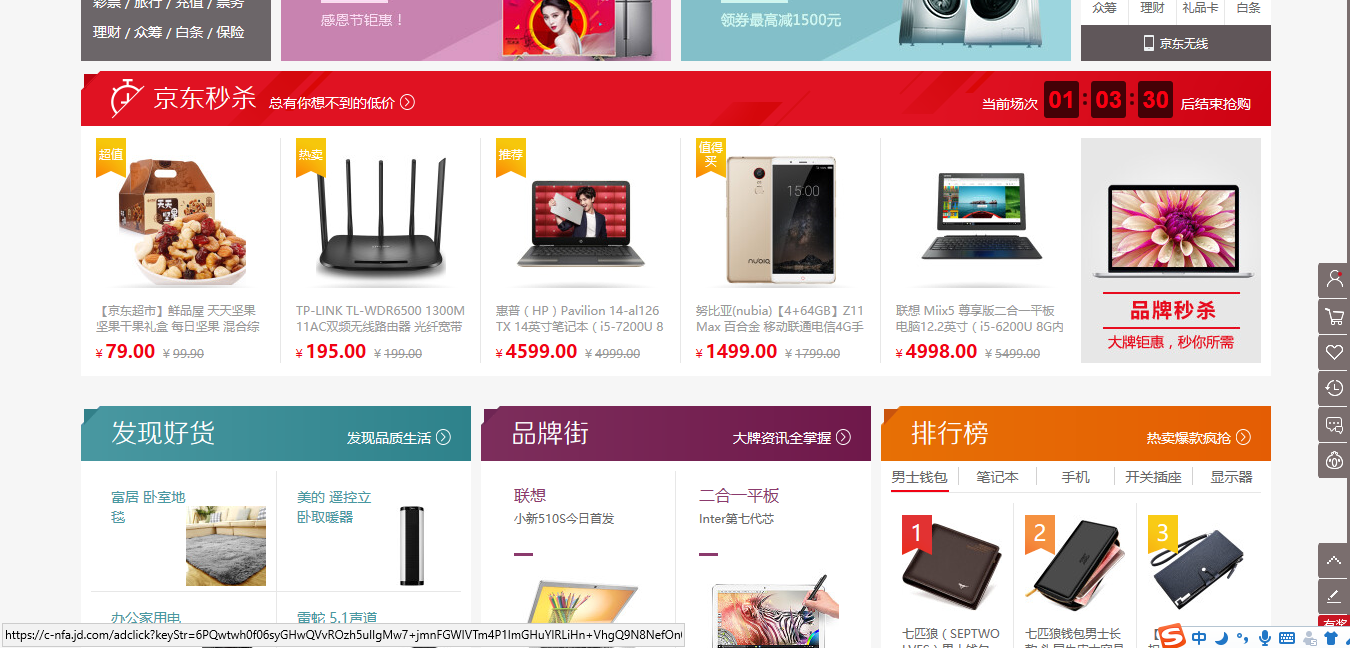 彩票 / 旅行 / 充值 / 票务
理财 / 众筹 / 白条 / 保险
感恩节钜惠！
领券最高减1500元
众筹 理财 礼品卡 白条
京东无线
京东秒杀 总有你想不到的低价
当前场次 01 : 03 : 30 后结束抢购
超值
热卖
推荐
值得
买
天天
坚果
15:00
nubia
【京东超市】鲜品屋 天天坚果
坚果干果礼盒 每日坚果 混合综
¥ 79.00 ¥ 99.90
TP-LINK TL-WDR6500 1300M
11AC双频无线路由器 光纤宽带
¥ 195.00 ¥ 199.00
惠普（HP）Pavilion 14-al126
TX 14英寸笔记本（i5-7200U 8
¥ 4599.00 ¥ 4999.00
努比亚(nubia)【4+64GB】Z11
Max 百合金 移动联通电信4G手
¥ 1499.00 ¥ 1799.00
联想 Miix5 尊享版二合一平板
电脑12.2英寸（i5-6200U 8G内
¥ 4998.00 ¥ 5499.00
品牌秒杀
大牌钜惠，秒你所需
发现好货 发现品质生活
富居 卧室地
毯
美的 遥控立
卧取暖器
办公家用电
雷蛇 5.1声道
品牌街 大牌资讯全掌握
联想
小新510S今日首发
二合一平板
Inter第七代芯
排行榜 热卖爆款疯抢
男士钱包 笔记本 手机 开关插座 显示器
1
2
3
七匹狼（SEPTWO
七匹狼钱包男士长
有奖
中
https://c-nfa.jd.com/adclick?keyStr=6PQwtwh0f06syGHwQVvROzh5uIlgMw7+jmnFGWIVTm4P1ImGHuYlRLiHn+VhgQ9N8NefOn